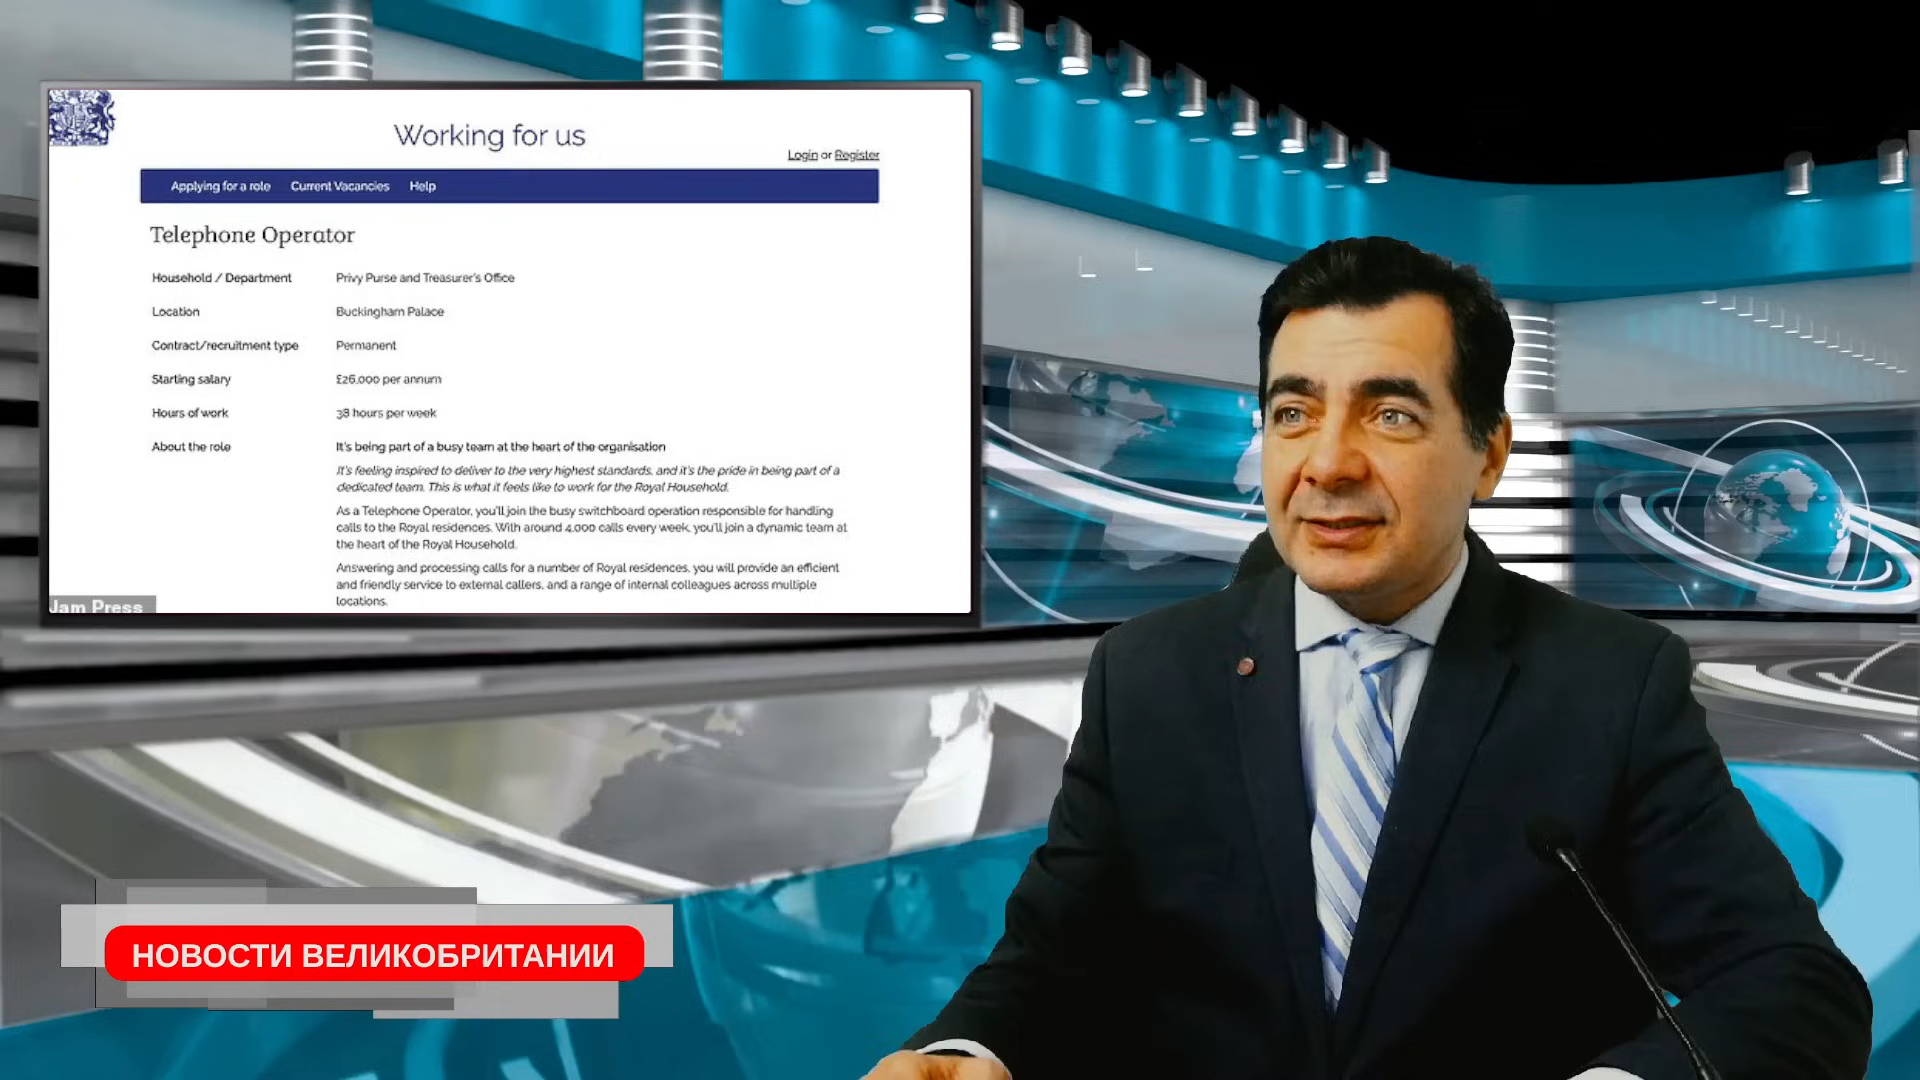 Working for us
Login or Register
Applying for a role Current Vacancies Help
Telephone Operator
Household / Department Privy Purse and Treasurer's Office
Location Buckingham Palace
Contract/recruitment type Permanent
Starting salary £26,000 per annum
Hours of work 38 hours per week
About the role It's being part of a busy team at the heart of the organisation
It's feeling inspired to deliver to the very highest standards, and it's the pride in being part of a
dedicated team. This is what it feels like to work for the Royal Household.
As a Telephone Operator, you'll join the busy switchboard operation responsible for handling
calls to the Royal residences. With around 4,000 calls every week, you'll join a dynamic team at
the heart of the Royal Household.
Answering and processing calls for a number of Royal residences, you will provide an efficient
and friendly service to external callers, and a range of internal colleagues across multiple
locations.
Jam Press
НОВОСТИ ВЕЛИКОБРИТАНИИ